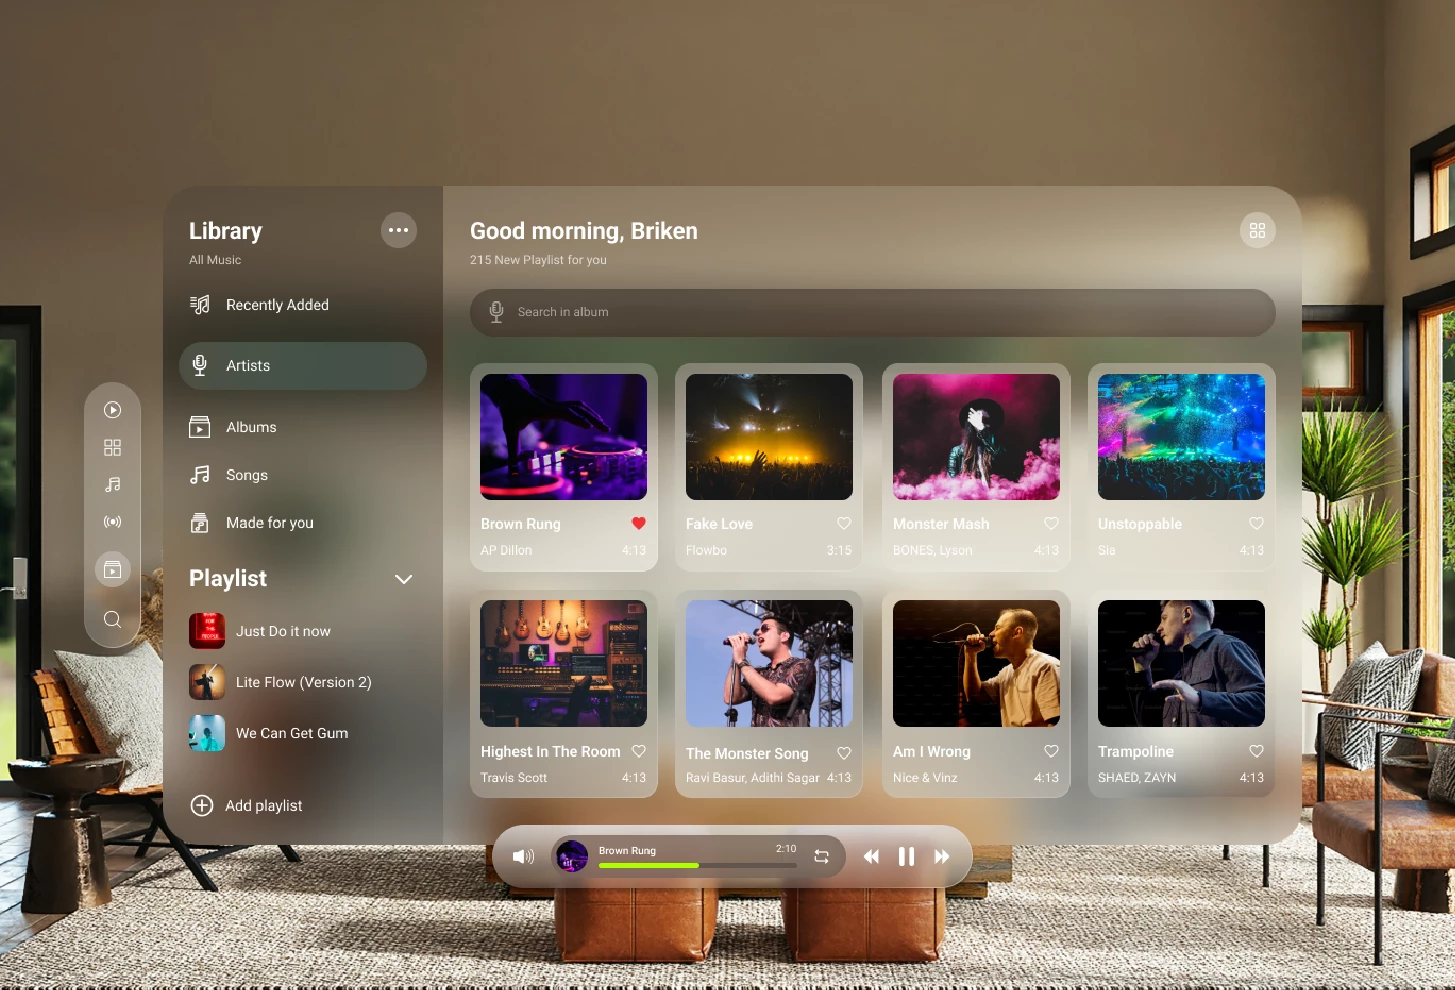 Library
All Music
Recently Added
Artists
Albums
Songs
Made for you
Playlist
FOR
THE
PEOPLE
Just Do it now
Lite Flow (Version 2)
We Can Get Gum
Add playlist
Good morning, Briken
215 New Playlist for you
Search in album
Brown Rung
AP Dillon 4:13
Fake Love
Flowbo 3:15
Monster Mash
BONES, Lyson 4:13
Unstoppable
Sia 4:13
Highest In The Room
Travis Scott 4:13
The Monster Song
Ravi Basur, Adithi Sagar 4:13
Am I Wrong
Nice & Vinz 4:13
Trampoline
SHAED, ZAYN 4:13
Brown Rung 2:10